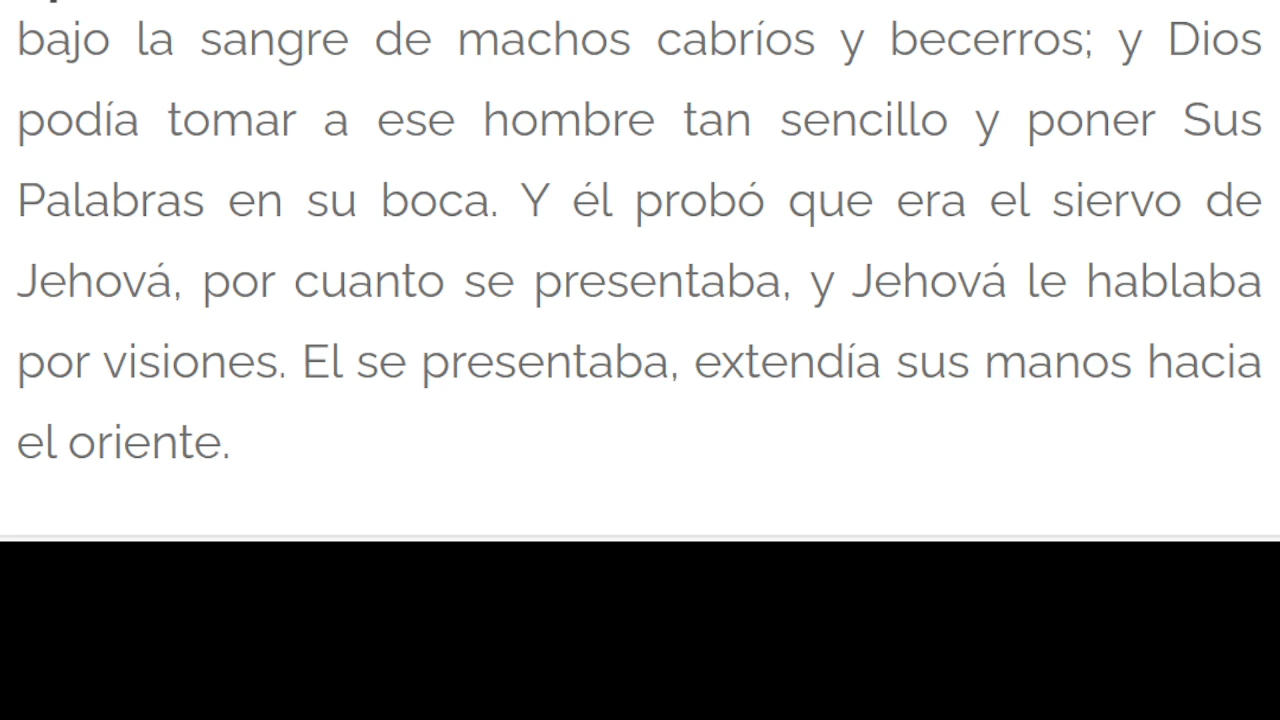 bajo la sangre de machos cabríos y becerros; y Dios
podía tomar a ese hombre tan sencillo y poner Sus
Palabras en su boca. Y él probó que era el siervo de
Jehová, por cuanto se presentaba, y Jehová le hablaba
por visiones. El se presentaba, extendía sus manos hacia
el oriente.